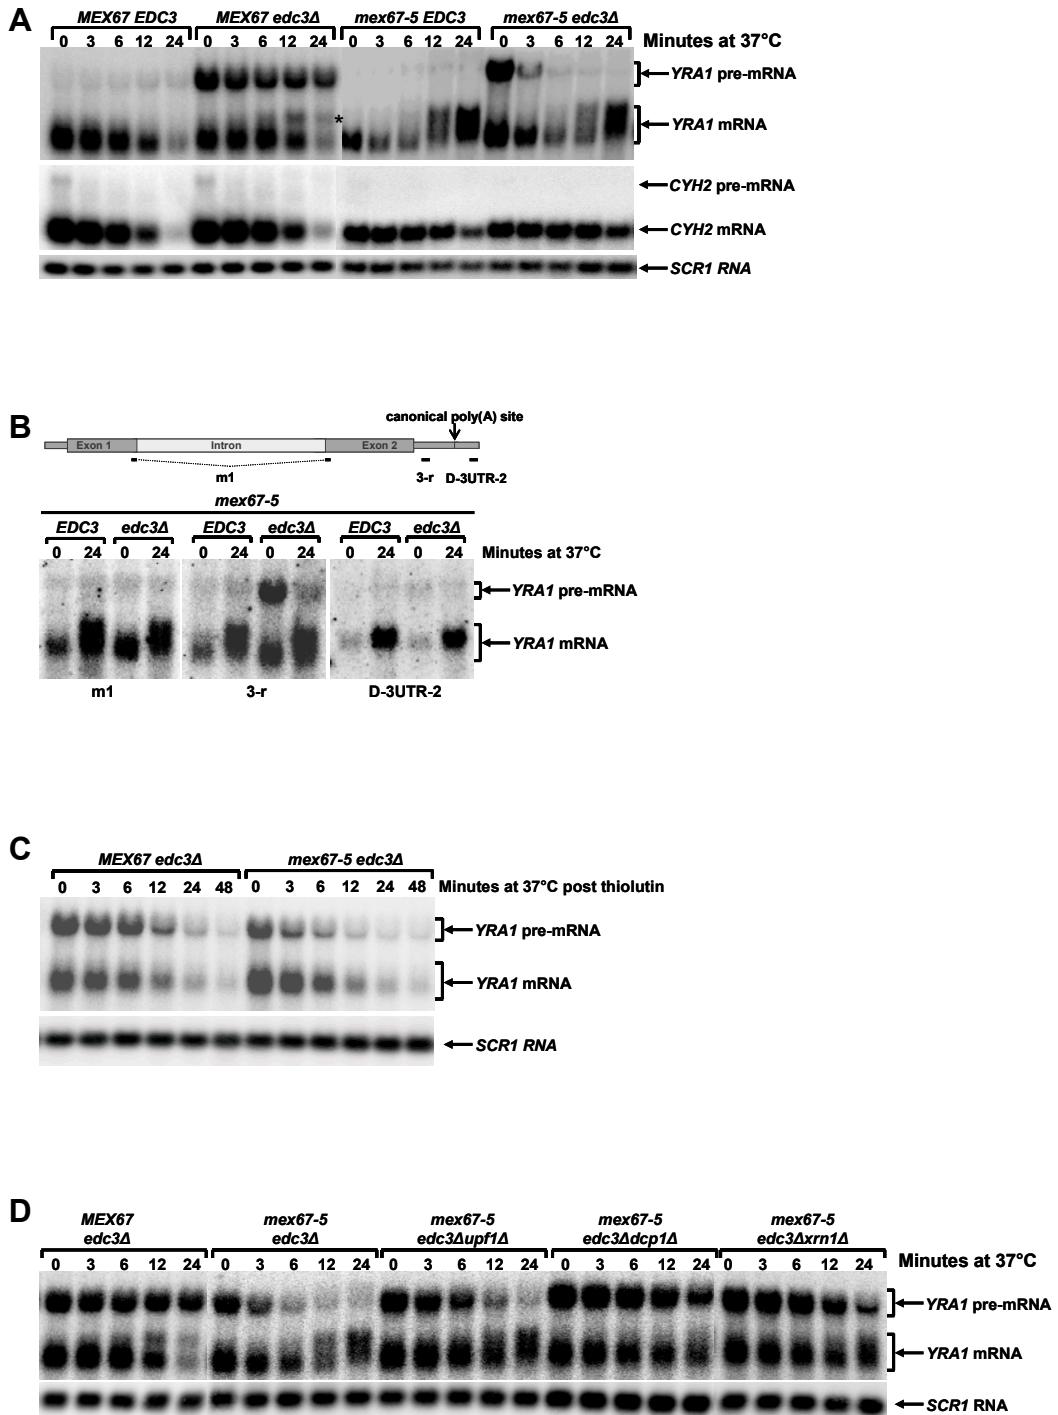 A
MEX67 EDC3 MEX67 edc3Δ mex67-5 EDC3 mex67-5 edc3Δ
0 3 6 12 24 0 3 6 12 24 0 3 6 12 24 0 3 6 12 24 Minutes at 37°C
YRA1 pre-mRNA
*
YRA1 mRNA
CYH2 pre-mRNA
CYH2 mRNA
SCR1 RNA
B
canonical poly(A) site
Exon 1 Intron Exon 2
m1 3-r D-3UTR-2
mex67-5
EDC3 edc3Δ EDC3 edc3Δ EDC3 edc3Δ
0 24 0 24 0 24 0 24 0 24 0 24 Minutes at 37°C
YRA1 pre-mRNA
YRA1 mRNA
m1 3-r D-3UTR-2
C
MEX67 edc3Δ mex67-5 edc3Δ
0 3 6 12 24 48 0 3 6 12 24 48 Minutes at 37°C post thiolutin
YRA1 pre-mRNA
YRA1 mRNA
SCR1 RNA
D
MEX67 mex67-5 mex67-5 mex67-5 mex67-5
edc3Δ edc3Δ edc3Δupf1Δ edc3Δdcp1Δ edc3Δxrn1Δ
0 3 6 12 24 0 3 6 12 24 0 3 6 12 24 0 3 6 12 24 0 3 6 12 24 Minutes at 37°C
YRA1 pre-mRNA
YRA1 mRNA
SCR1 RNA